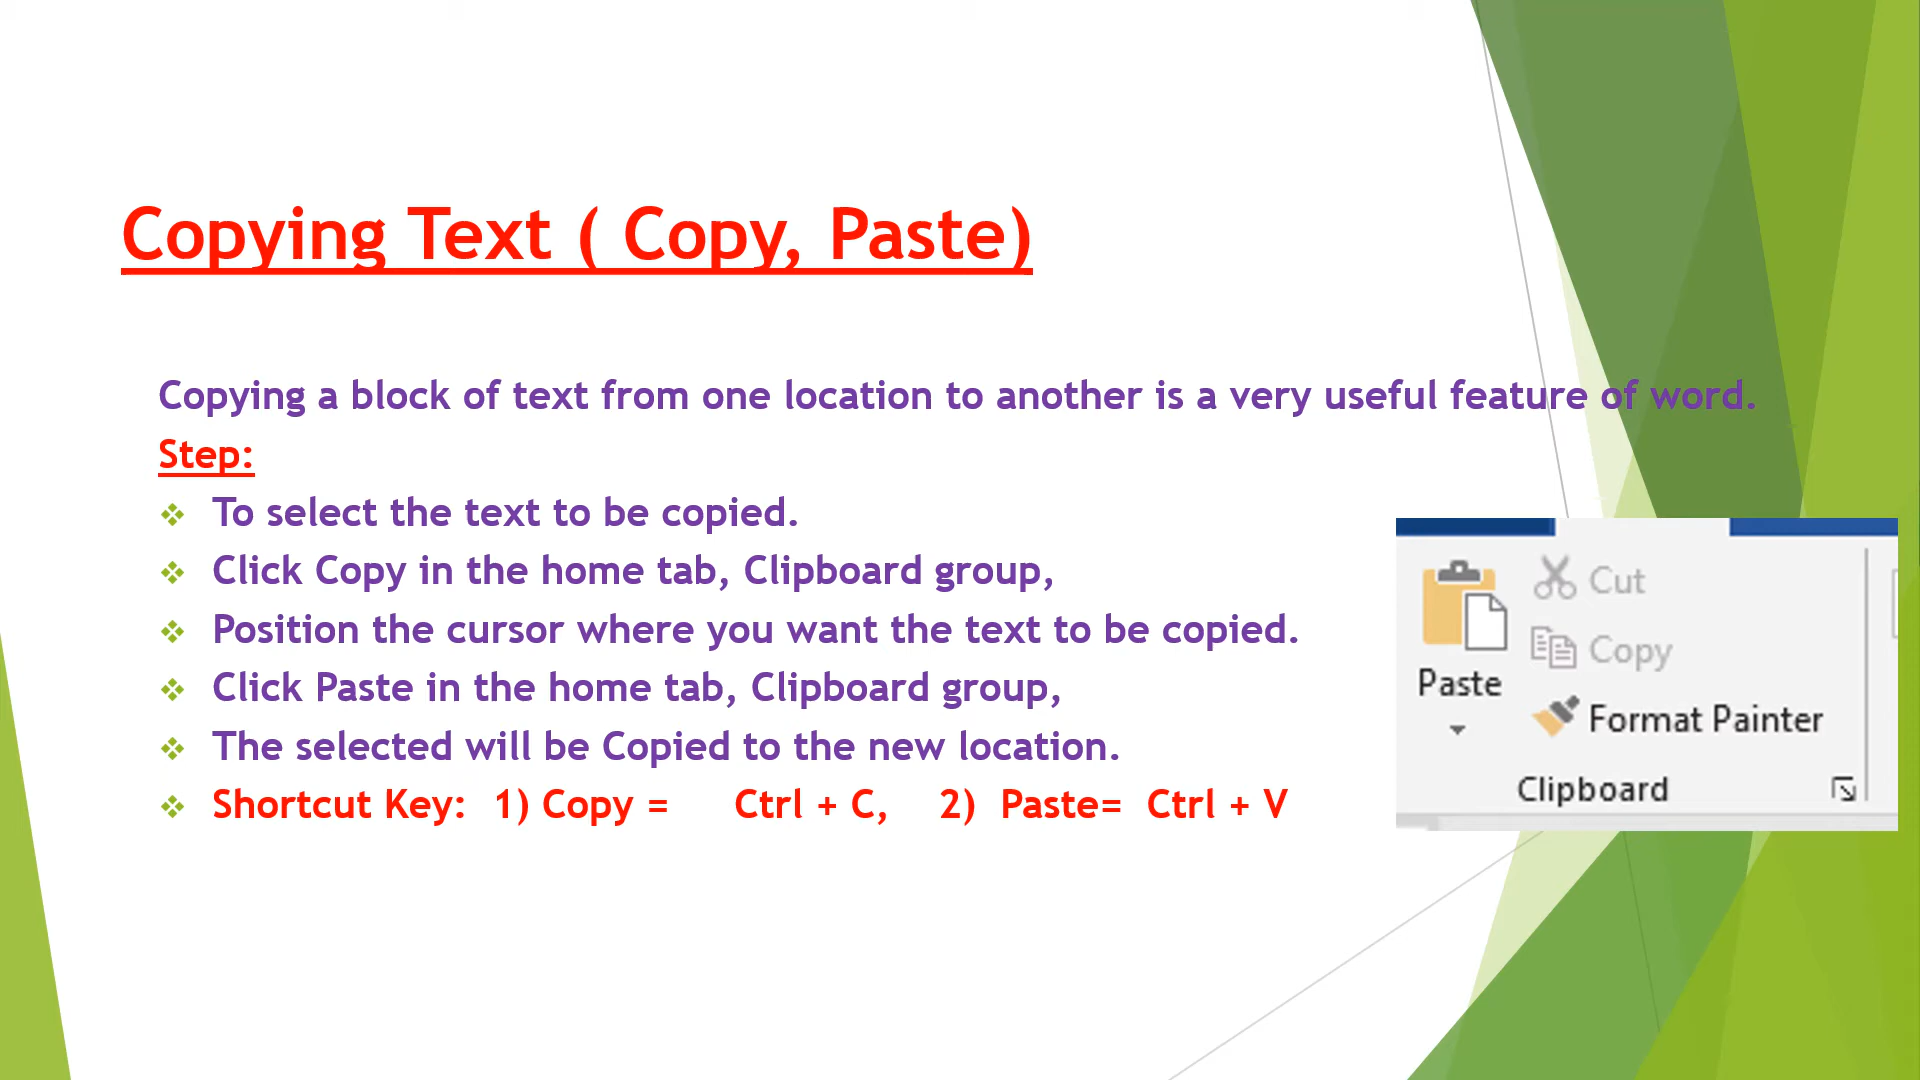 Copying Text ( Copy, Paste)
Copying a block of text from one location to another is a very useful feature of word.
Step:
To select the text to be copied.
Click Copy in the home tab, Clipboard group,
Position the cursor where you want the text to be copied.
Click Paste in the home tab, Clipboard group,
The selected will be Copied to the new location.
Shortcut Key: 1) Copy = Ctrl + C, 2) Paste= Ctrl + V
Cut
Copy
Paste
Format Painter
Clipboard